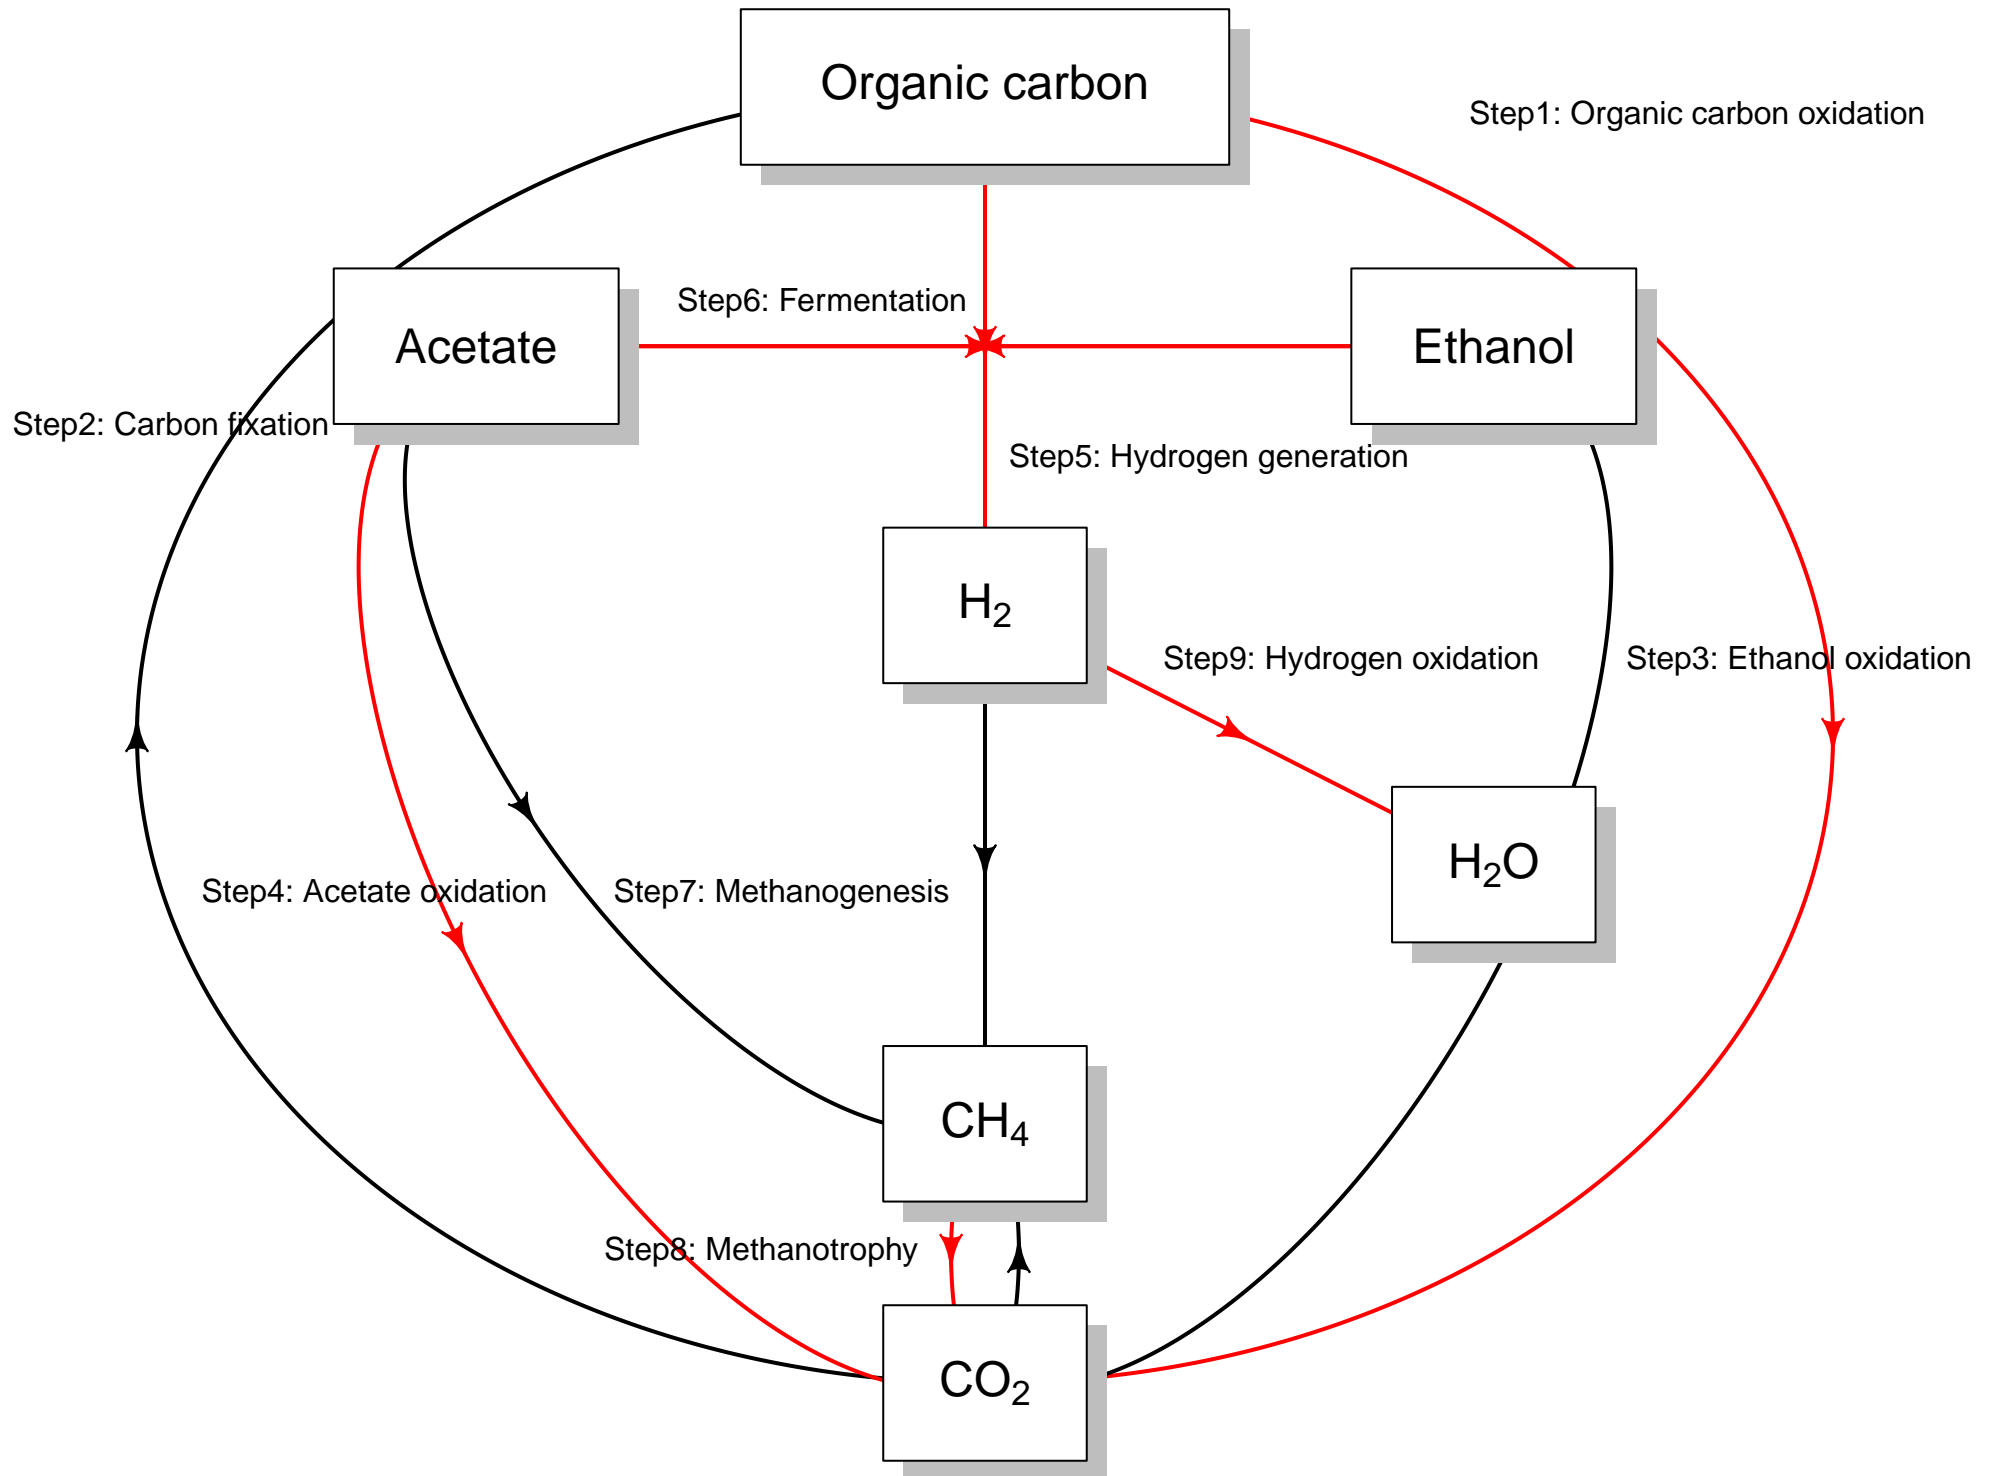 Organic carbon
Step1: Organic carbon oxidation
Step6: Fermentation
Acetate
Ethanol
Step2: Carbon fixation
Step5: Hydrogen generation
H₂
Step9: Hydrogen oxidation
Step3: Ethanol oxidation
H₂O
Step4: Acetate oxidation
Step7: Methanogenesis
CH₄
Step8: Methanotrophy
CO₂